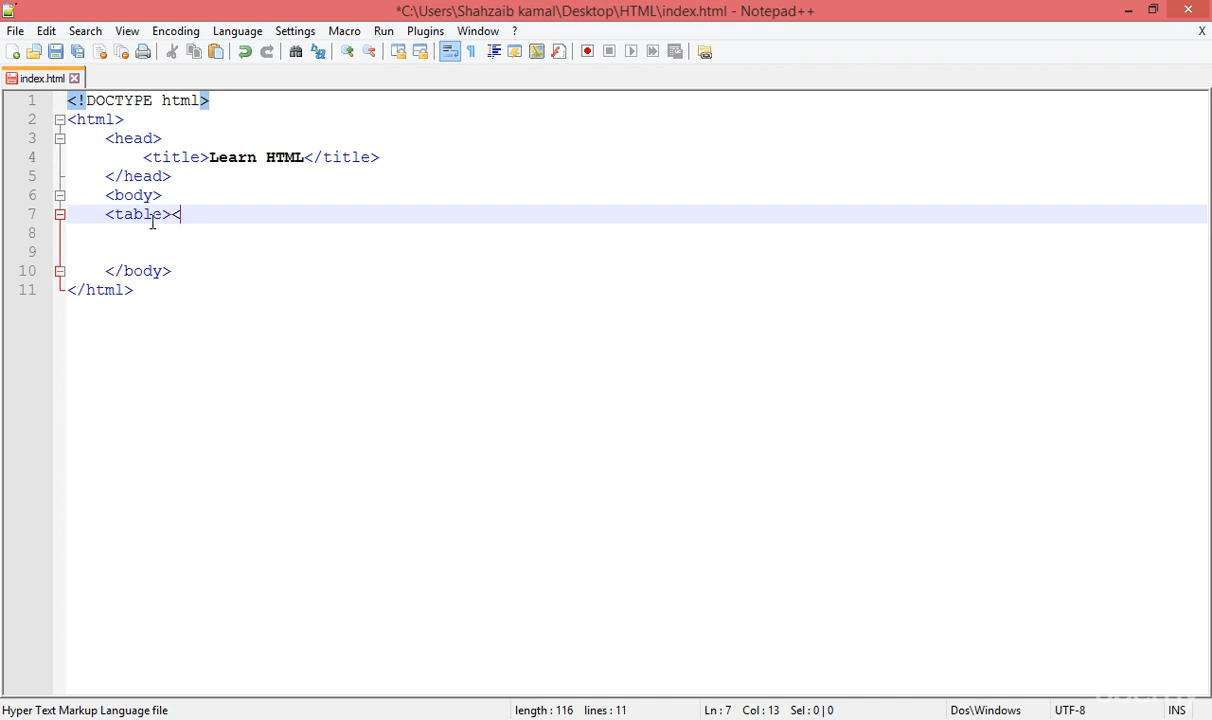 *C:\Users\Shahzaib kamal\Desktop\HTML\index.html - Notepad++
File Edit Search View Encoding Language Settings Macro Run Plugins Window ? X
index.html
1 <!DOCTYPE html>
2 <html>
3 <head>
4 <title>Learn HTML</title>
5 </head>
6 <body>
7 <table><
8
9
10 </body>
11 </html>
Hyper Text Markup Language file length : 116 lines : 11 Ln : 7 Col : 13 Sel : 0 | 0 Dos\Windows UTF-8 INS